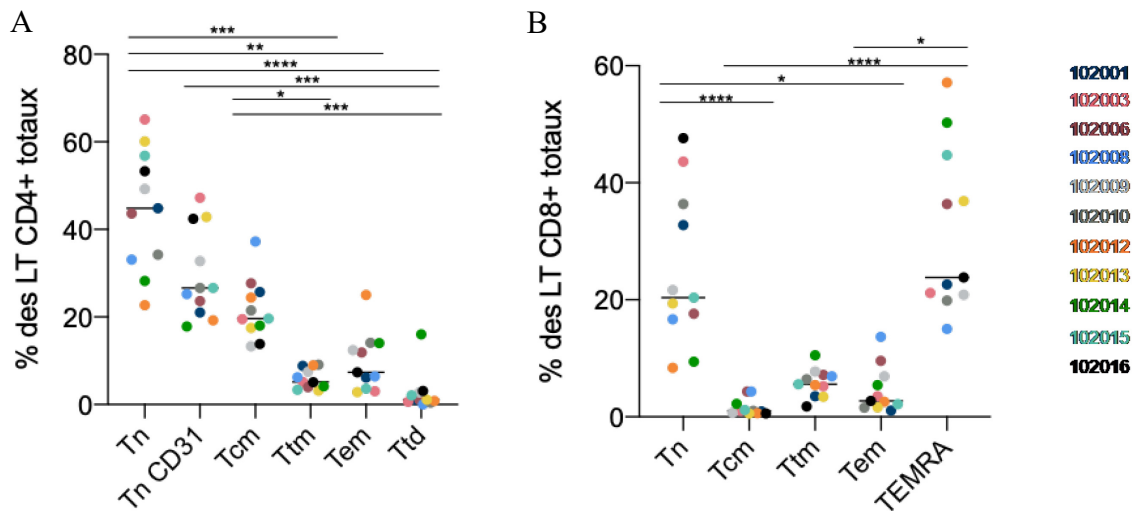 A
% des LT CD4+ totaux
80
60
40
20
0
***
**
****
***
*
***
Tn
Tn CD31
Tcm
Ttm
Tem
Ttd
B
% des LT CD8+ totaux
60
40
20
0
*
****
*
****
Tn
Tcm
Ttm
Tem
TEMRA
102001
102003
102006
102008
102009
102010
102012
102013
102014
102015
102016